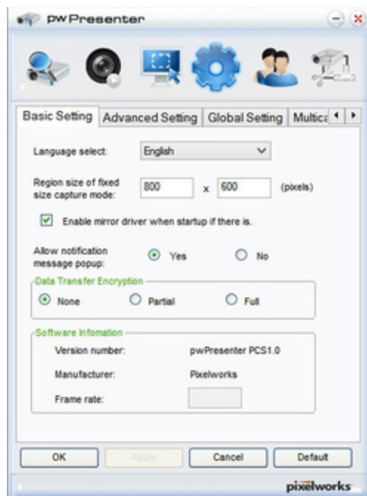 pwPresenter
Basic Setting Advanced Setting Global Setting Multica
Language select: English
Region size of fixed
size capture mode: 800 x 600 (pixels)
Enable mirror driver when startup if there is.
Allow notification
message popup: Yes No
Data Transfer Encryption
None Partial Full
Software Infomation
Version number: pwPresenter PCS1.0
Manufacturer: Pixelworks
Frame rate:
OK Apply Cancel Default
pixelworks